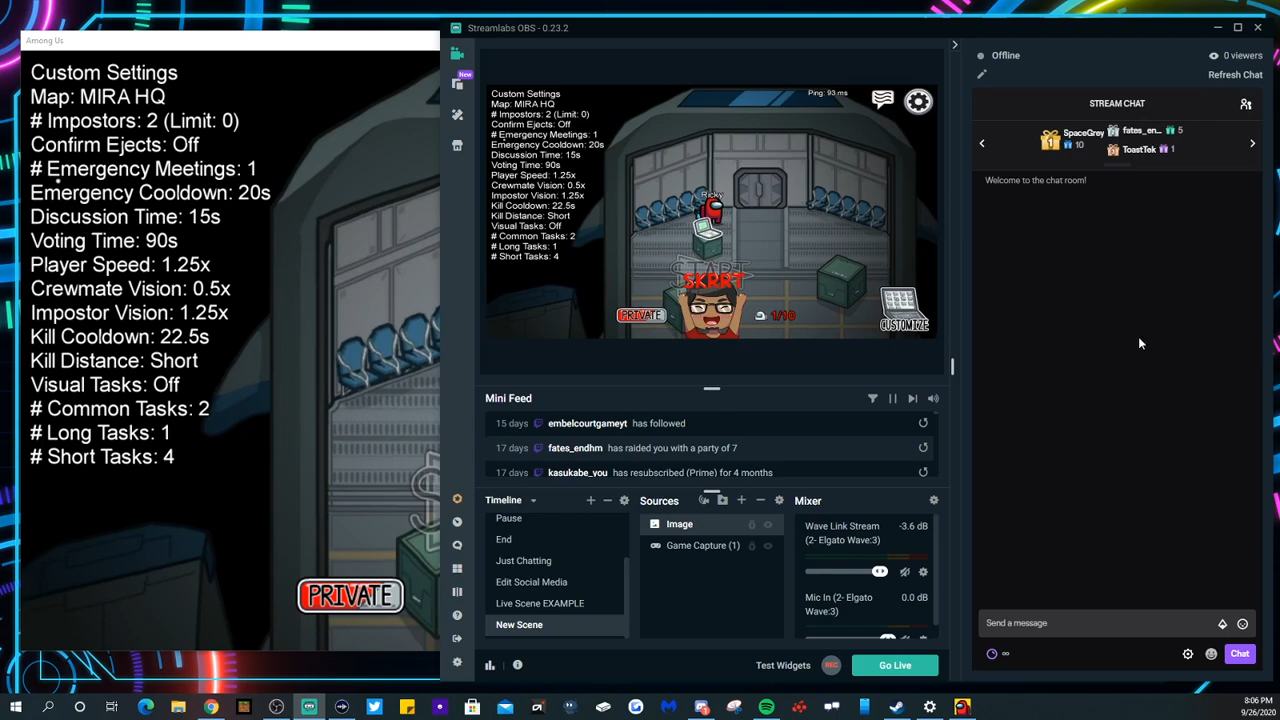 Streamlabs OBS - 0.23.2
Among Us
Custom Settings
Map: MIRA HQ
# Impostors: 2 (Limit: 0)
Confirm Ejects: Off
# Emergency Meetings: 1
Emergency Cooldown: 20s
Discussion Time: 15s
Voting Time: 90s
Player Speed: 1.25x
Crewmate Vision: 0.5x
Impostor Vision: 1.25x
Kill Cooldown: 22.5s
Kill Distance: Short
Visual Tasks: Off
# Common Tasks: 2
# Long Tasks: 1
# Short Tasks: 4
PRIVATE
New
Custom Settings
Map: MIRA HQ
# Impostors: 2 (Limit: 0)
Confirm Ejects: Off
# Emergency Meetings: 1
Emergency Cooldown: 20s
Discussion Time: 15s
Voting Time: 90s
Player Speed: 1.25x
Crewmate Vision: 0.5x
Impostor Vision: 1.25x
Kill Cooldown: 22.5s
Kill Distance: Short
Visual Tasks: Off
# Common Tasks: 2
# Long Tasks: 1
# Short Tasks: 4
Ping: 93 ms
Ricky
START
SKRRT
PRIVATE
1/10
CUSTOMIZE
Mini Feed
15 days embelcourtgameyt has followed
17 days fates_endhm has raided you with a party of 7
17 days kasukabe_you has resubscribed (Prime) for 4 months
Timeline
Pause
End
Just Chatting
Edit Social Media
Live Scene EXAMPLE
New Scene
Sources
Image
Game Capture (1)
Mixer
Wave Link Stream -3.6 dB
(2- Elgato Wave:3)
Mic In (2- Elgato 0.0 dB
Wave:3)
Test Widgets
REC
Go Live
Offline
0 viewers
Refresh Chat
STREAM CHAT
1
SpaceGrey
10
fates_en... 5
ToastTek 1
Welcome to the chat room!
Send a message
∞
Chat
8:06 PM
9/26/2020